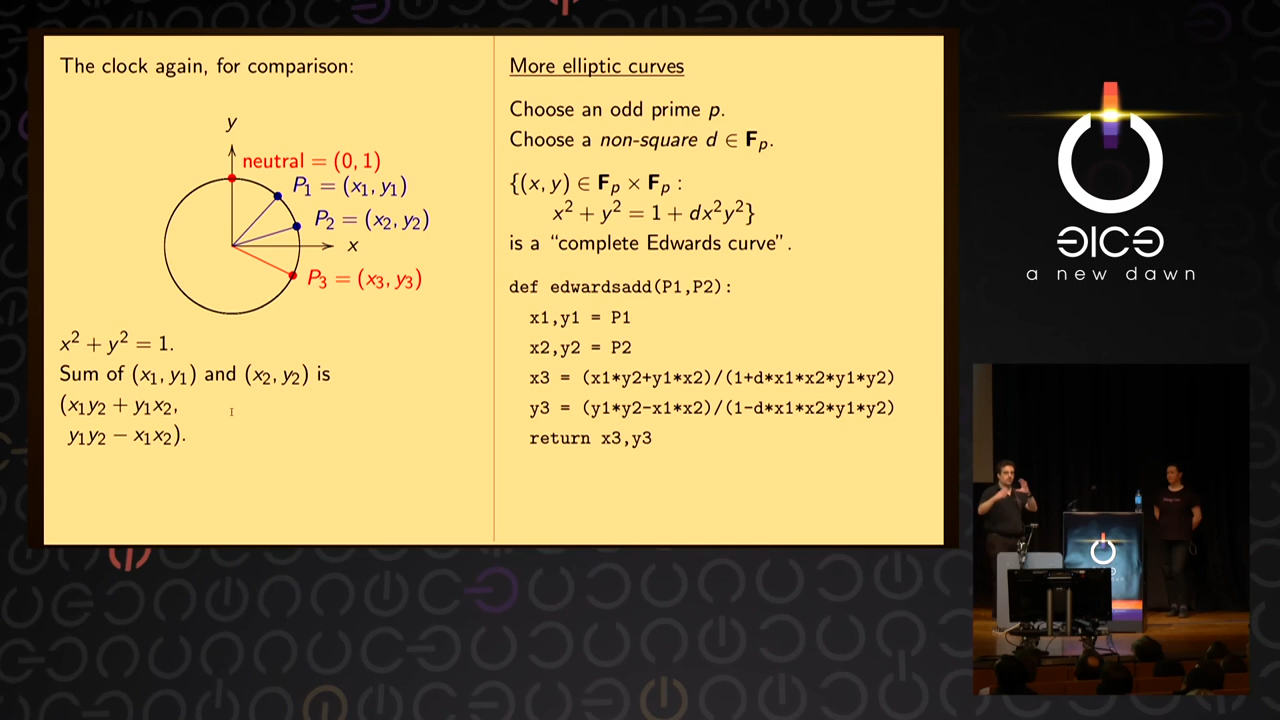 The clock again, for comparison:
y
neutral = (0, 1)
P₁ = (x₁, y₁)
P₂ = (x₂, y₂)
x
P₃ = (x₃, y₃)
x² + y² = 1.
Sum of (x₁, y₁) and (x₂, y₂) is
(x₁y₂ + y₁x₂,
y₁y₂ − x₁x₂).
More elliptic curves
Choose an odd prime p.
Choose a non-square d ∈ Fₚ.
{(x, y) ∈ Fₚ × Fₚ :
x² + y² = 1 + dx²y²}
is a “complete Edwards curve”.
def edwardsadd(P1,P2):
x1,y1 = P1
x2,y2 = P2
x3 = (x1*y2+y1*x2)/(1+d*x1*x2*y1*y2)
y3 = (y1*y2-x1*x2)/(1-d*x1*x2*y1*y2)
return x3,y3
a new dawn